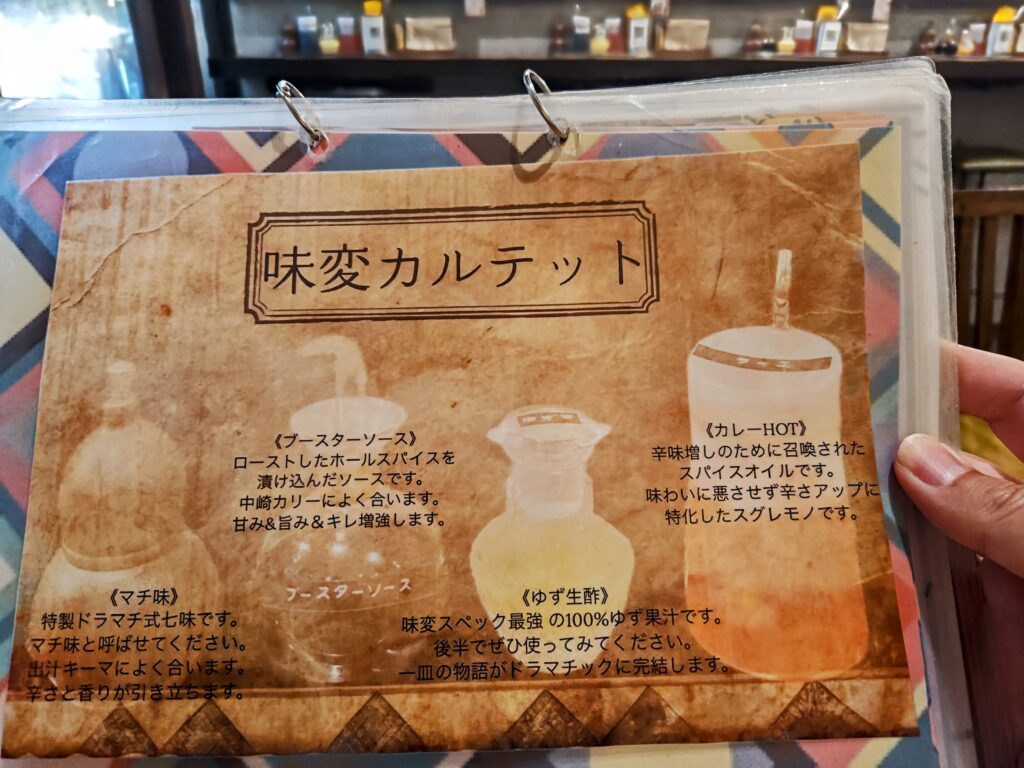 味変カルテット
《ブースターソース》
ローストしたホールスパイスを
漬け込んだソースです。
中崎カリーによく合います。
甘み&旨み&キレ増強します。
ブースターソース
《カレーHOT》
辛味増しのために召喚された
スパイスオイルです。
味わいに悪させず辛さアップに
特化したスグレモノです。
《マチ味》
特製ドラマチ式七味です。
マチ味と呼ばせてください。
出汁キーマによく合います。
辛さと香りが引き立ちます。
《ゆず生酢》
味変スペック最強 の100%ゆず果汁です。
後半でぜひ使ってみてください。
一皿の物語がドラマチックに完結します。